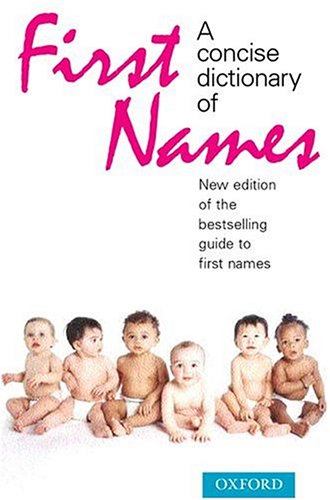 First
A
concise
dictionary
of
Names
New edition
of the
bestselling
guide to
first names
OXFORD